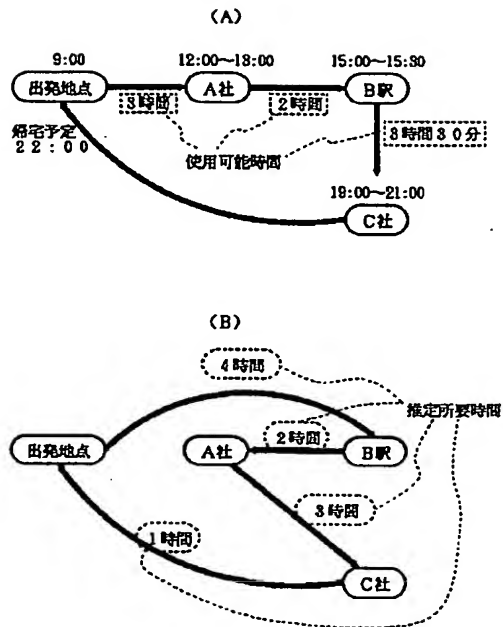 (A)
9:00
12:00～13:00
15:00～15:30
出発地点
A社
B駅
3時間
2時間
帰宅予定
22:00
使用可能時間
3時間30分
19:00～21:00
C社
(B)
4時間
推定所要時間
出発地点
A社
2時間
B駅
3時間
1時間
C社